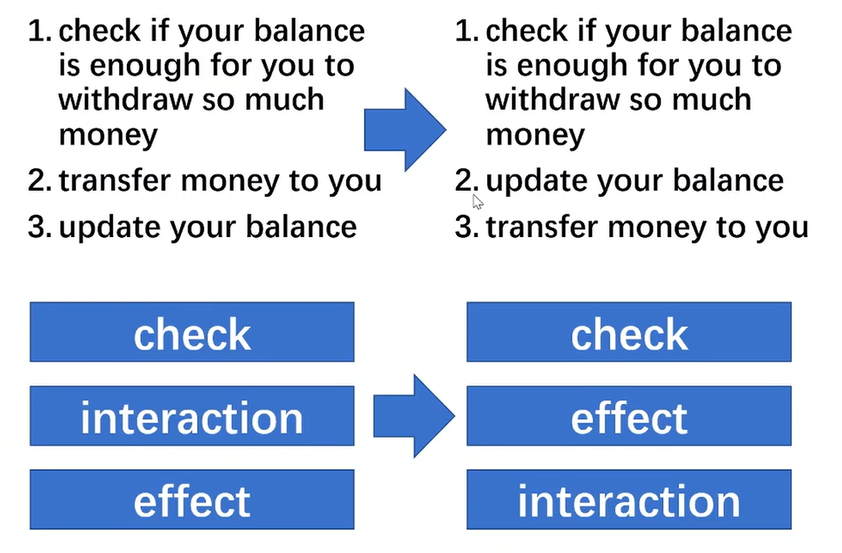 1. check if your balance
is enough for you to
withdraw so much
money
2. transfer money to you
3. update your balance
1. check if your balance
is enough for you to
withdraw so much
money
2. update your balance
3. transfer money to you
check
interaction
effect
check
effect
interaction